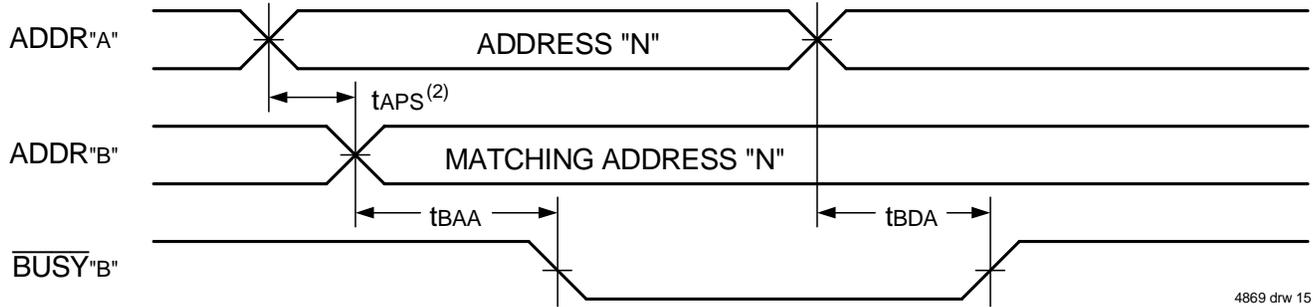 ADDR"A"
ADDRESS "N"
tAPS(2)
ADDR"B"
MATCHING ADDRESS "N"
tBAA
tBDA
BUSY"B"
4869 drw 15